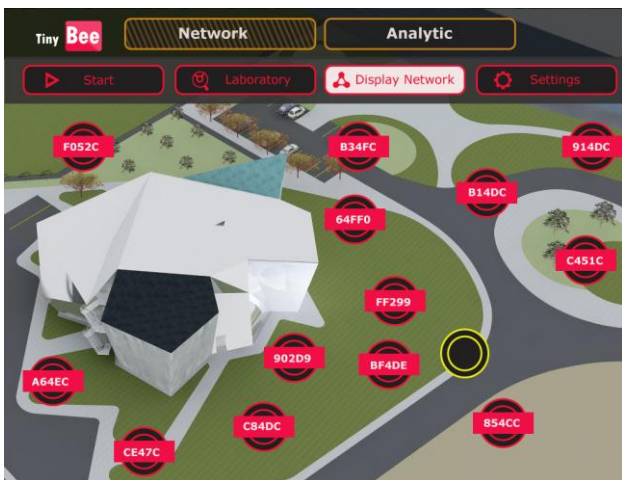 Tiny Bee
Network
Analytic
Start
Laboratory
Display Network
Settings
F052C
B34FC
914DC
B14DC
64FF0
C451C
FF299
902D9
BF4DE
A64EC
C84DC
854CC
CE47C